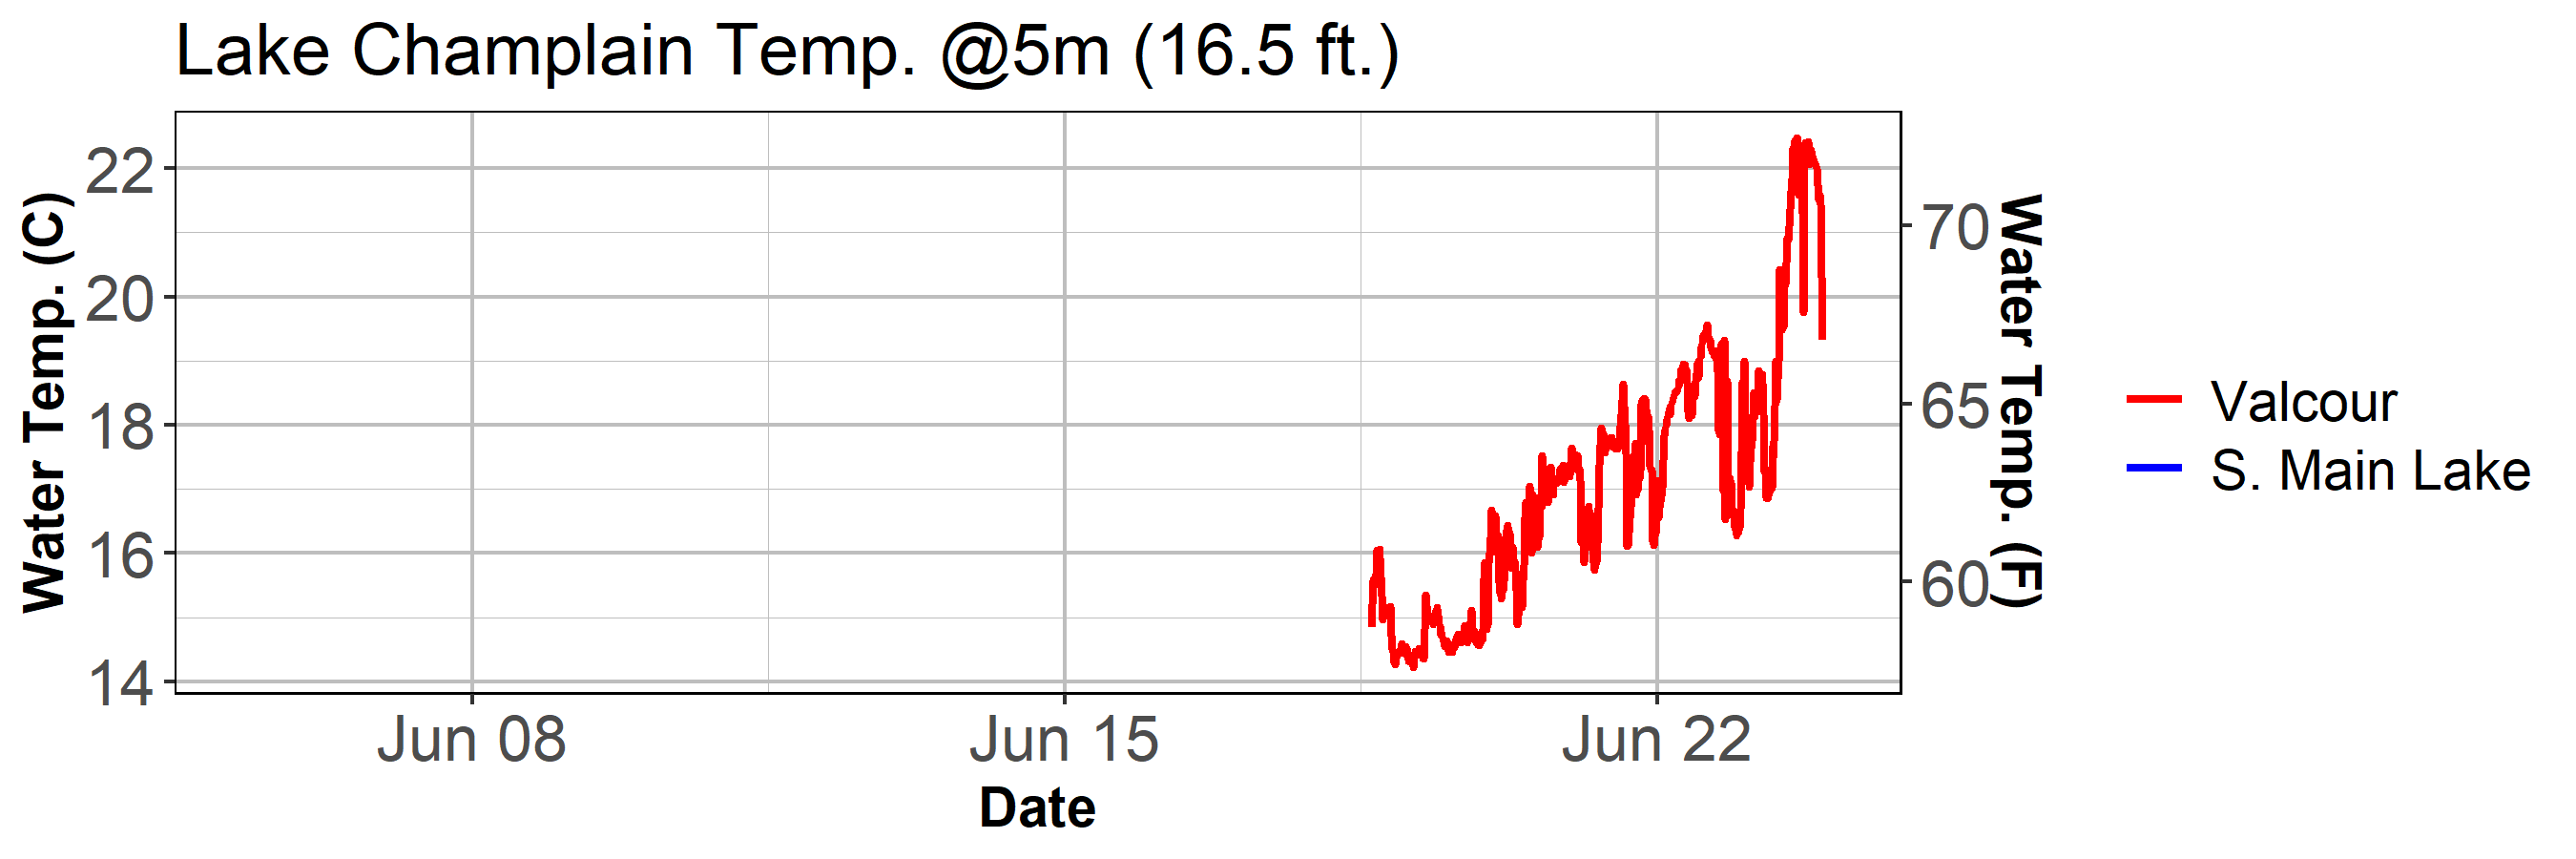 Lake Champlain Temp. @5m (16.5 ft.)
Water Temp. (C)
22
20
18
16
14
70
65
60
Water Temp. (F)
Jun 08
Jun 15
Jun 22
Date
Valcour
S. Main Lake